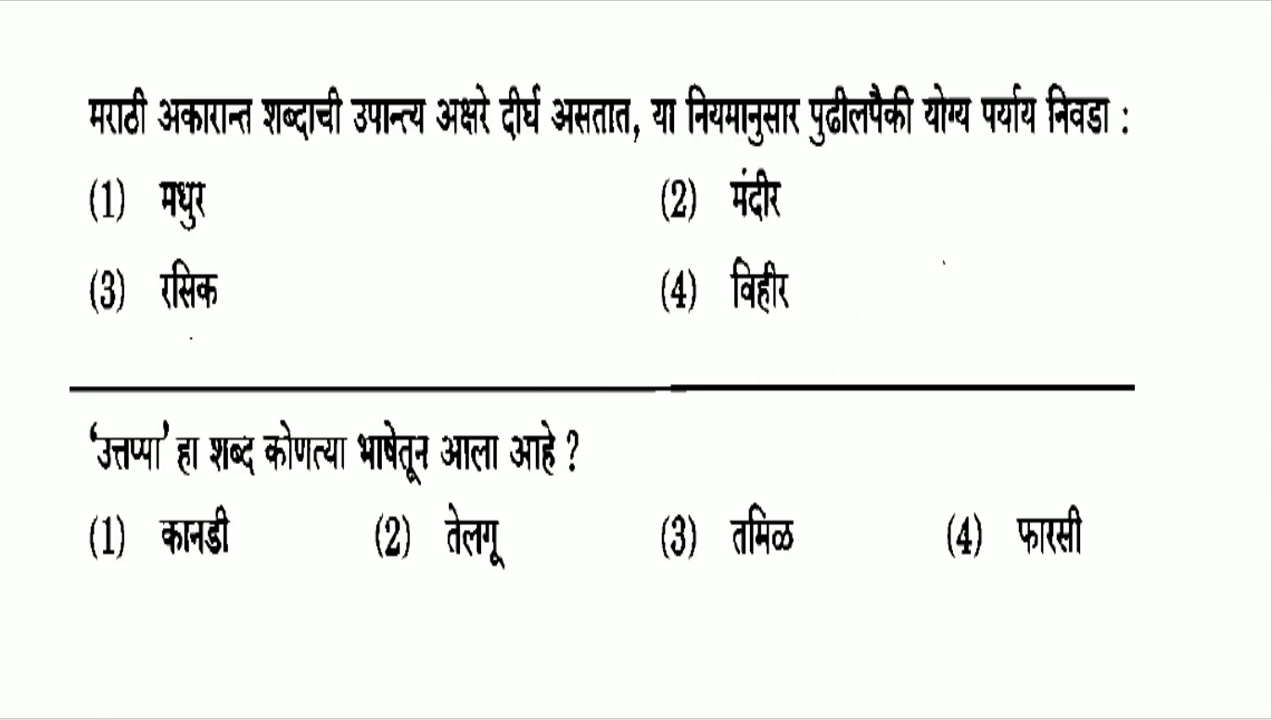 मराठी अकारान्त शब्दाची उपान्त्य अक्षरे दीर्घ असतात, या नियमानुसार पुढीलपैकी योग्य पर्याय निवडा :
(1) मधुर (2) मंदीर
(3) रसिक (4) विहीर
‘उत्तप्पा’ हा शब्द कोणत्या भाषेतून आला आहे ?
(1) कानडी (2) तेलगू (3) तमिळ (4) फारसी